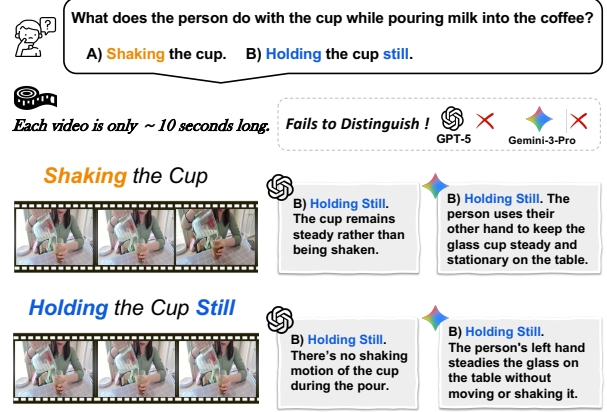 What does the person do with the cup while pouring milk into the coffee?
A) Shaking the cup. B) Holding the cup still.
Each video is only ~ 10 seconds long.
Fails to Distinguish !
GPT-5
Gemini-3-Pro
Shaking the Cup
B) Holding Still.
The cup remains
steady rather than
being shaken.
B) Holding Still. The
person uses their
other hand to keep the
glass cup steady and
stationary on the table.
Holding the Cup Still
B) Holding Still.
There's no shaking
motion of the cup
during the pour.
B) Holding Still.
The person's left hand
steadies the glass on
the table without
moving or shaking it.